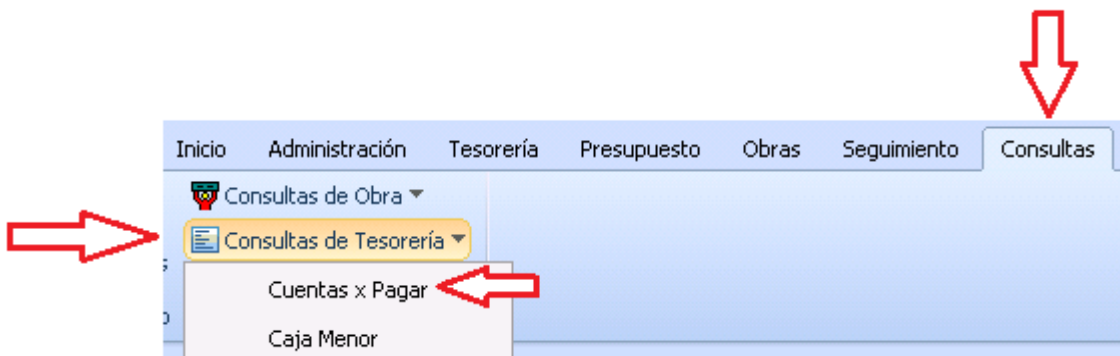 Inicio Administración Tesorería Presupuesto Obras Seguimiento Consultas
Consultas de Obra
Consultas de Tesorería
Cuentas x Pagar
Caja Menor